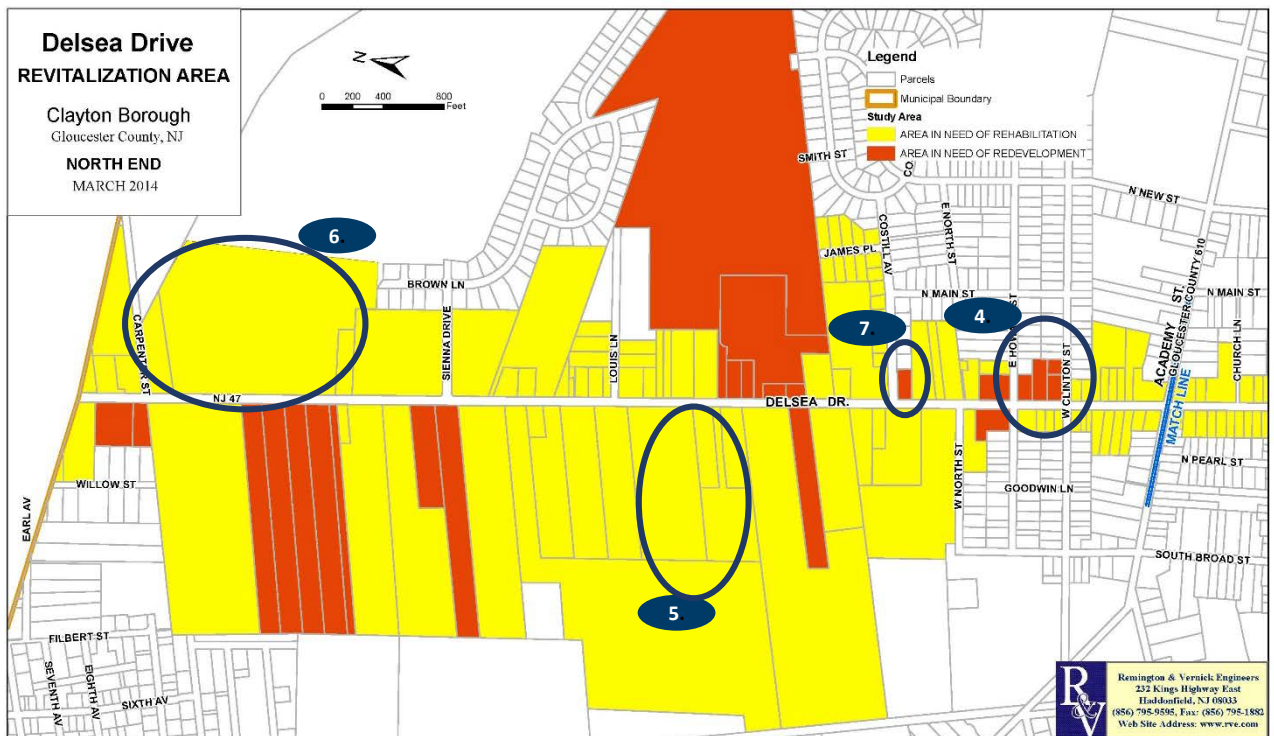 Delsea Drive
REVITALIZATION AREA
Clayton Borough
Gloucester County, NJ
NORTH END
MARCH 2014
N
0 200 400 800
Feet
Legend
Parcels
Municipal Boundary
Study Area
AREA IN NEED OF REHABILITATION
AREA IN NEED OF REDEVELOPMENT
SMITH ST
CO
N NEW ST
COSTILL AV
E NORTH ST
JAMES PL
6.
BROWN LN
N MAIN ST
ACADEMY ST.
GLOUCESTER COUNTY 610
N MAIN ST
CARPENTER ST
SIENNA DRIVE
LOUIS LN
7.
4.
E HOW
ST
W CLINTON ST
CHURCH LN
NJ 47
DELSEA DR.
MATCH LINE
WILLOW ST
W NORTH ST
GOODWIN LN
N PEARL ST
EARL AV
SOUTH BROAD ST
5.
FILBERT ST
SEVENTH AV
EIGHTH AV
SIXTH AV
R&V
Remington & Vernick Engineers
232 Kings Highway East
Haddonfield, NJ 08033
(856) 795-9595, Fax: (856) 795-1882
Web Site Address: www.rve.com